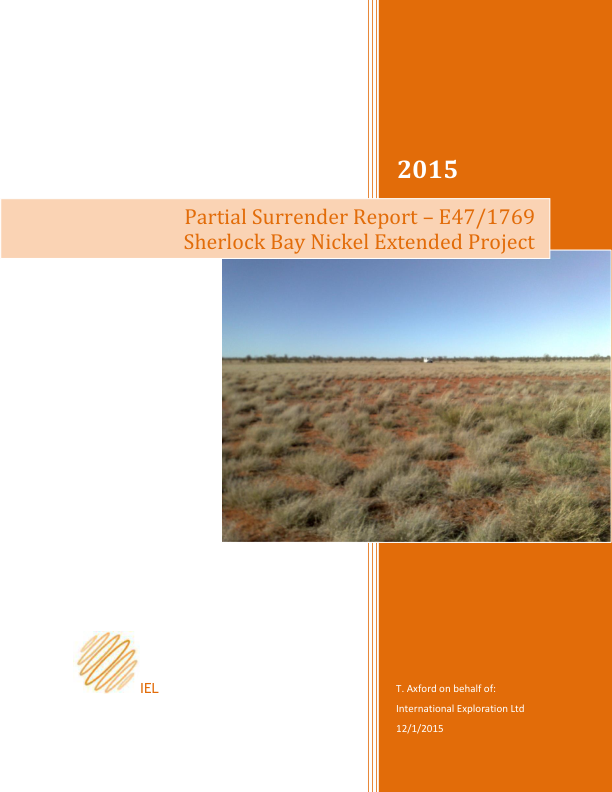 2015
Partial Surrender Report – E47/1769
Sherlock Bay Nickel Extended Project
IEL
T. Axford on behalf of:
International Exploration Ltd
12/1/2015